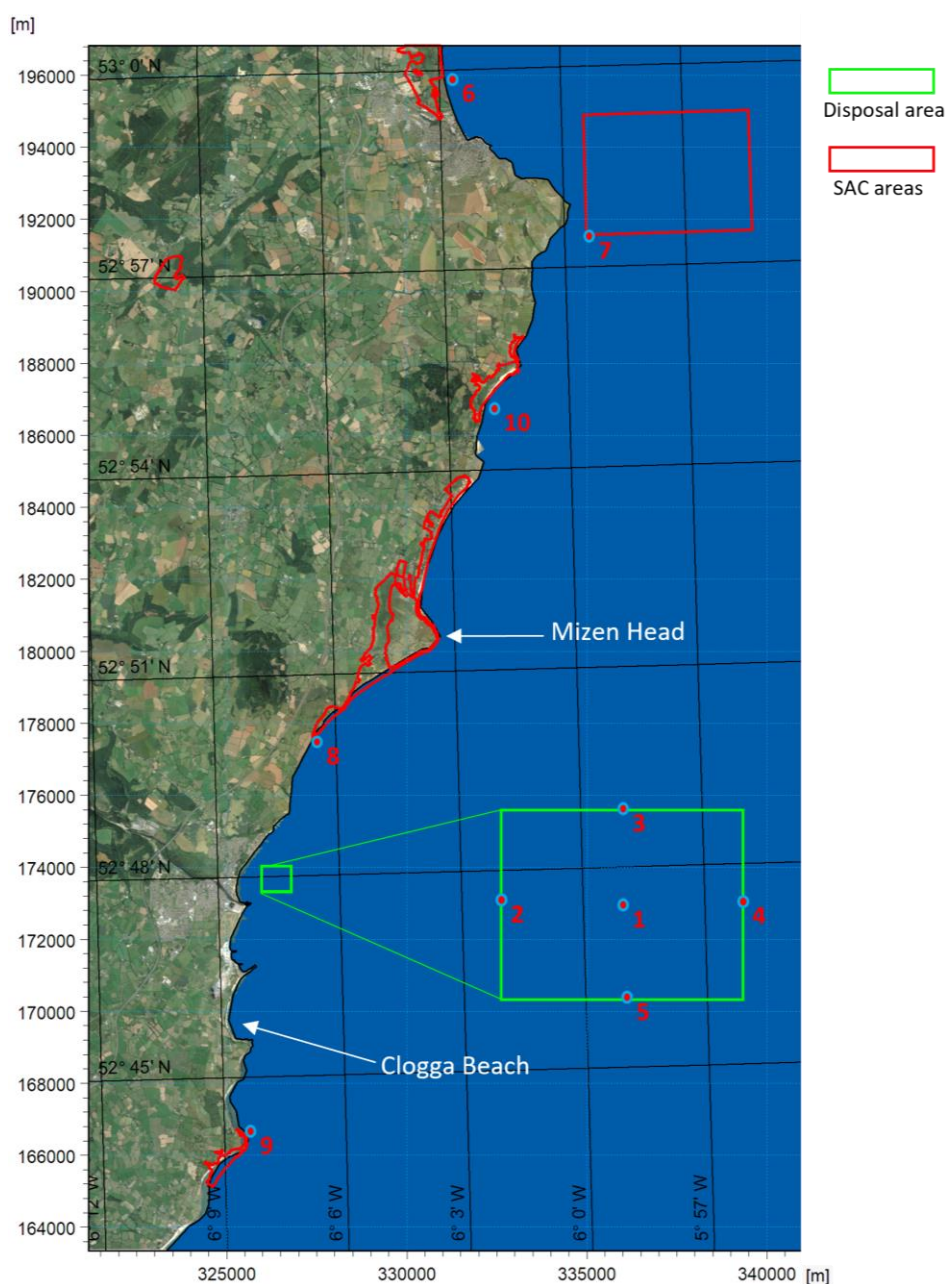 [m]
196000
53° 0' N
6
Disposal area
194000
SAC areas
192000
7
52° 57' N
190000
188000
10
186000
52° 54' N
184000
182000
Mizen Head
180000
52° 51' N
178000
8
176000
3
174000
52° 48' N
2
1
4
172000
5
170000
Clogga Beach
52° 45' N
168000
9
166000
6° 12' W
6° 9' W
6° 6' W
6° 3' W
6° 0' W
5° 57' W
164000
325000
330000
335000
340000
[m]